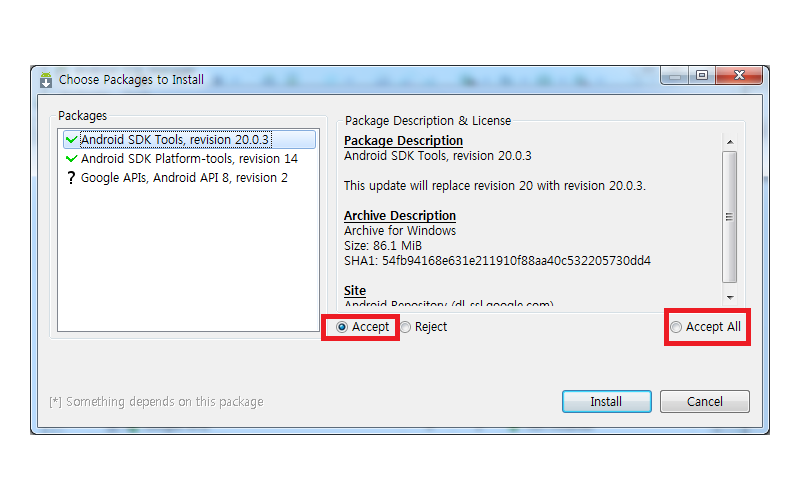 Choose Packages to Install
Packages
Android SDK Tools, revision 20.0.3
Android SDK Platform-tools, revision 14
Google APIs, Android API 8, revision 2
Package Description & License
Package Description
Android SDK Tools, revision 20.0.3
This update will replace revision 20 with revision 20.0.3.
Archive Description
Archive for Windows
Size: 86.1 MiB
SHA1: 54fb94168e631e211910f88aa40c532205730dd4
Site
Android Repository (dl-ssl.google.com)
Accept
Reject
Accept All
[*] Something depends on this package
Install
Cancel